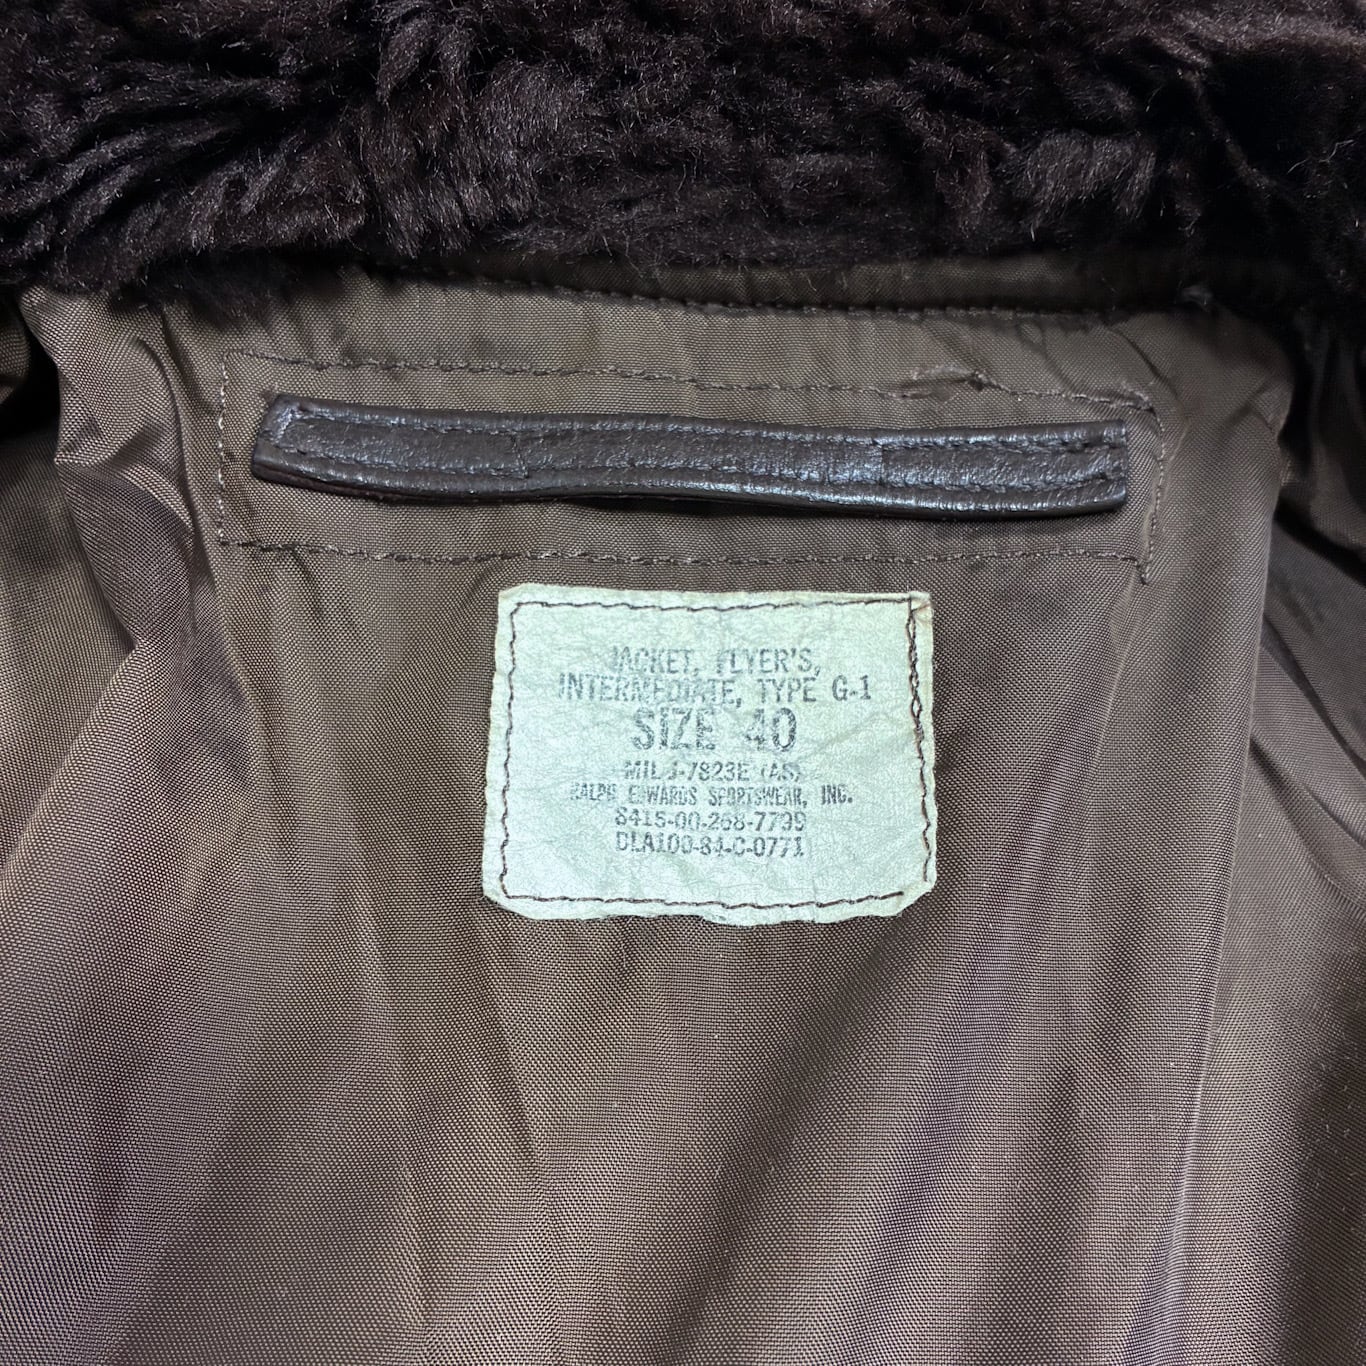 JACKET, FLYER'S,
INTERMEDIATE, TYPE G-1
SIZE 40
MIL-J-7823E (AS)
RALPH EDWARDS SPORTSWEAR, INC.
8415-00-268-7799
DLA100-84-C-0771